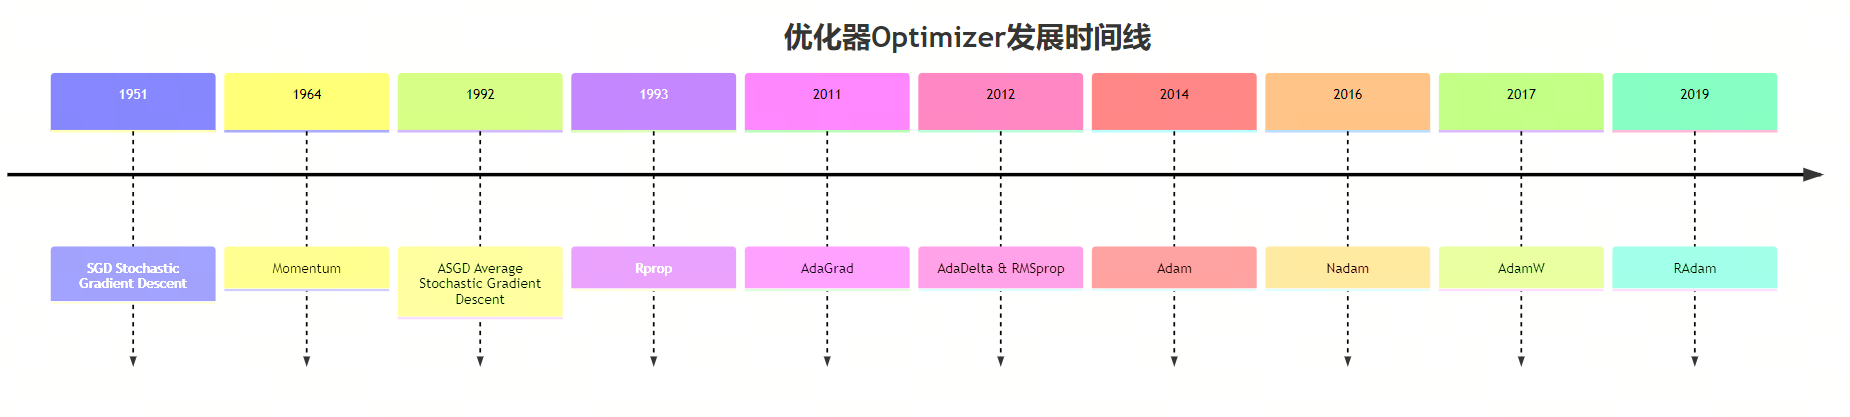 优化器Optimizer发展时间线
1951
1964
1992
1993
2011
2012
2014
2016
2017
2019
SGD Stochastic
Gradient Descent
Momentum
ASGD Average
Stochastic Gradient
Descent
Rprop
AdaGrad
AdaDelta & RMSprop
Adam
Nadam
AdamW
RAdam